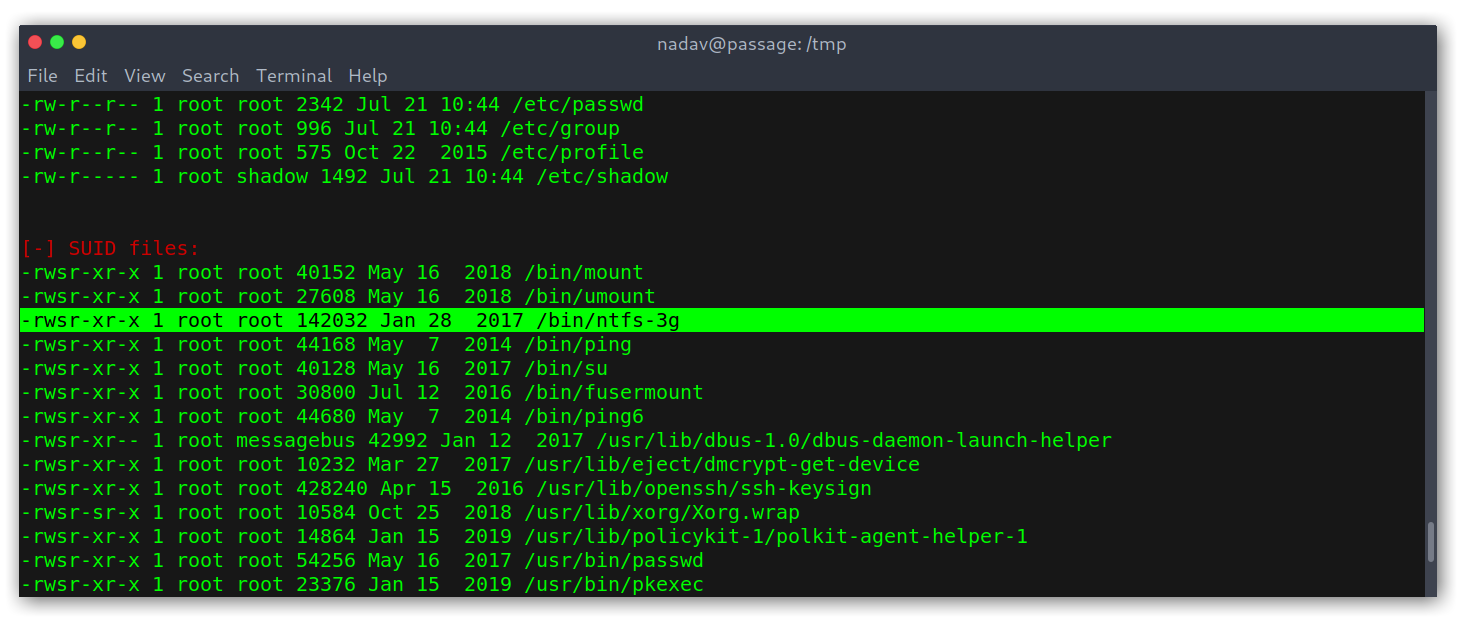 nadav@passage: /tmp
File Edit View Search Terminal Help
-rw-r--r-- 1 root root 2342 Jul 21 10:44 /etc/passwd
-rw-r--r-- 1 root root 996 Jul 21 10:44 /etc/group
-rw-r--r-- 1 root root 575 Oct 22  2015 /etc/profile
-rw-r----- 1 root shadow 1492 Jul 21 10:44 /etc/shadow
[-] SUID files:
-rwsr-xr-x 1 root root 40152 May 16  2018 /bin/mount
-rwsr-xr-x 1 root root 27608 May 16  2018 /bin/umount
-rwsr-xr-x 1 root root 142032 Jan 28  2017 /bin/ntfs-3g
-rwsr-xr-x 1 root root 44168 May  7  2014 /bin/ping
-rwsr-xr-x 1 root root 40128 May 16  2017 /bin/su
-rwsr-xr-x 1 root root 30800 Jul 12  2016 /bin/fusermount
-rwsr-xr-x 1 root root 44680 May  7  2014 /bin/ping6
-rwsr-xr-- 1 root messagebus 42992 Jan 12  2017 /usr/lib/dbus-1.0/dbus-daemon-launch-helper
-rwsr-xr-x 1 root root 10232 Mar 27  2017 /usr/lib/eject/dmcrypt-get-device
-rwsr-xr-x 1 root root 428240 Apr 15  2016 /usr/lib/openssh/ssh-keysign
-rwsr-sr-x 1 root root 10584 Oct 25  2018 /usr/lib/xorg/Xorg.wrap
-rwsr-xr-x 1 root root 14864 Jan 15  2019 /usr/lib/policykit-1/polkit-agent-helper-1
-rwsr-xr-x 1 root root 54256 May 16  2017 /usr/bin/passwd
-rwsr-xr-x 1 root root 23376 Jan 15  2019 /usr/bin/pkexec